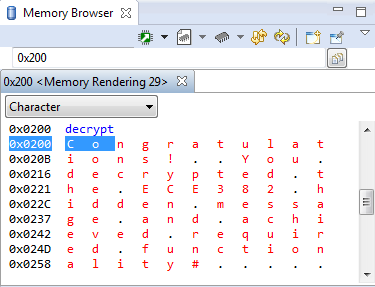 Memory Browser
0x200
0x200 <Memory Rendering 29>
Character
0x0200 decrypt
0x0200 C o n g r a t u l a t
0x020B i o n s ! . . Y o u .
0x0216 d e c r y p t e d . t
0x0221 h e . E C E 3 8 2 . h
0x022C i d d e n . m e s s a
0x0237 g e . a n d . a c h i
0x0242 e v e d . r e q u i r
0x024D e d . f u n c t i o n
0x0258 a l i t y # . . . . .